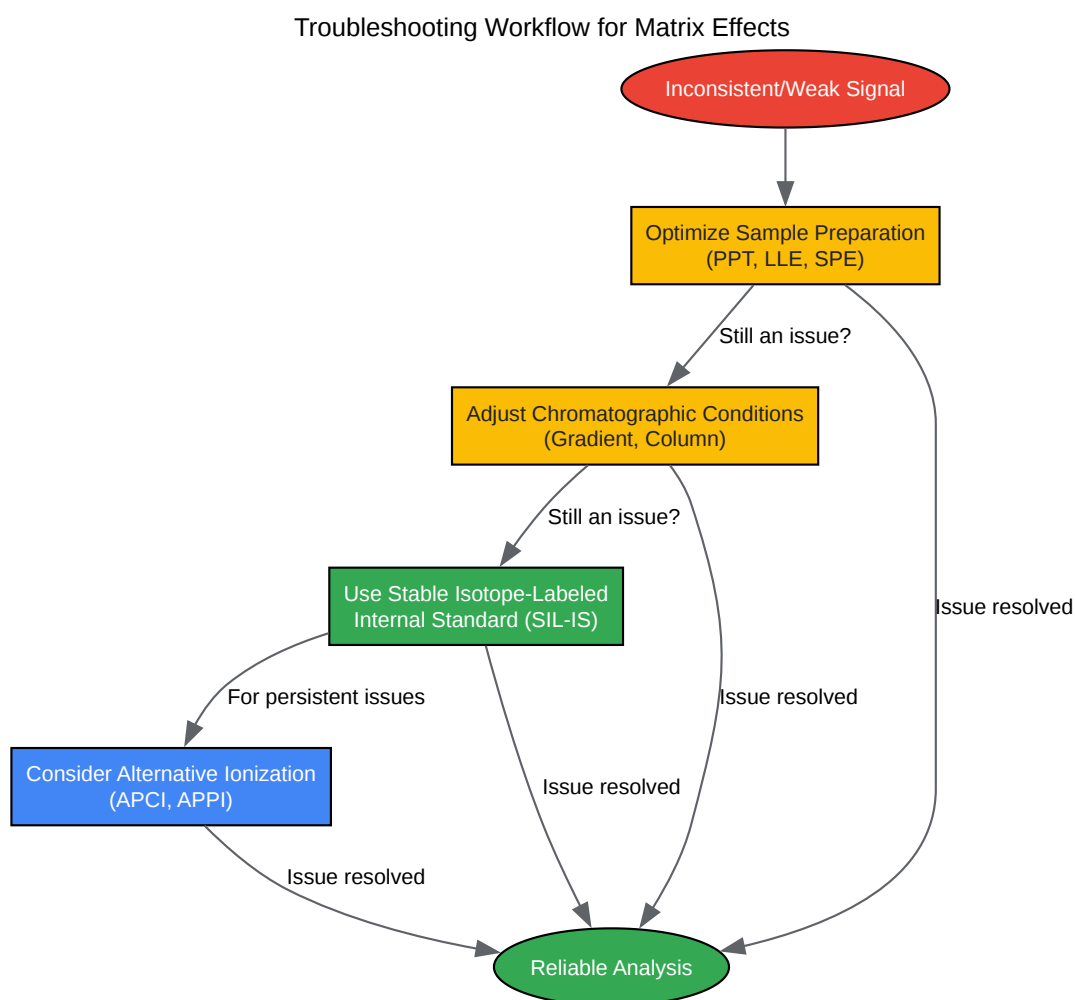 Troubleshooting Workflow for Matrix Effects
Inconsistent/Weak Signal
Optimize Sample Preparation
(PPT, LLE, SPE)
Still an issue?
Adjust Chromatographic Conditions
(Gradient, Column)
Still an issue?
Use Stable Isotope-Labeled
Internal Standard (SIL-IS)
Issue resolved
For persistent issues
Issue resolved
Consider Alternative Ionization
(APCI, APPI)
Issue resolved
Issue resolved
Reliable Analysis